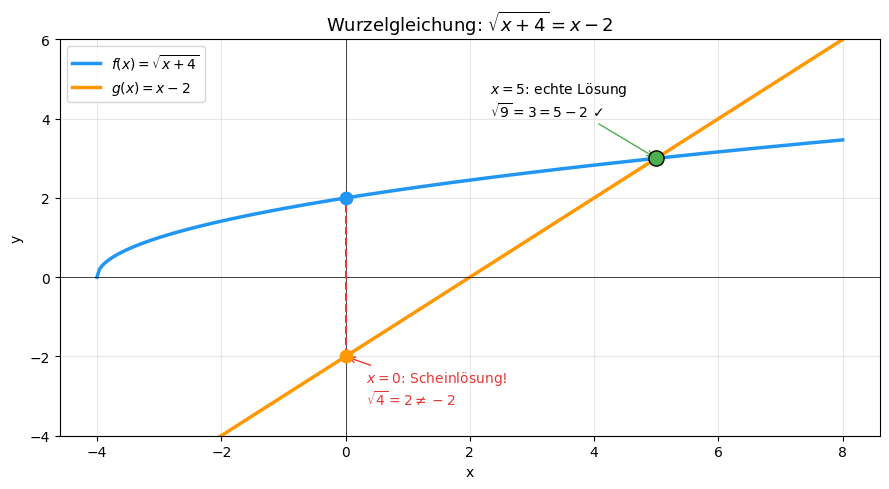 Wurzelgleichung: √x + 4 = x − 2
f(x) = √x + 4
g(x) = x − 2
x = 5: echte Lösung
√9 = 3 = 5 − 2 ✓
x = 0: Scheinlösung!
√4 = 2 ≠ −2
y
6
4
2
0
−2
−4
−4
−2
0
2
4
6
8
x